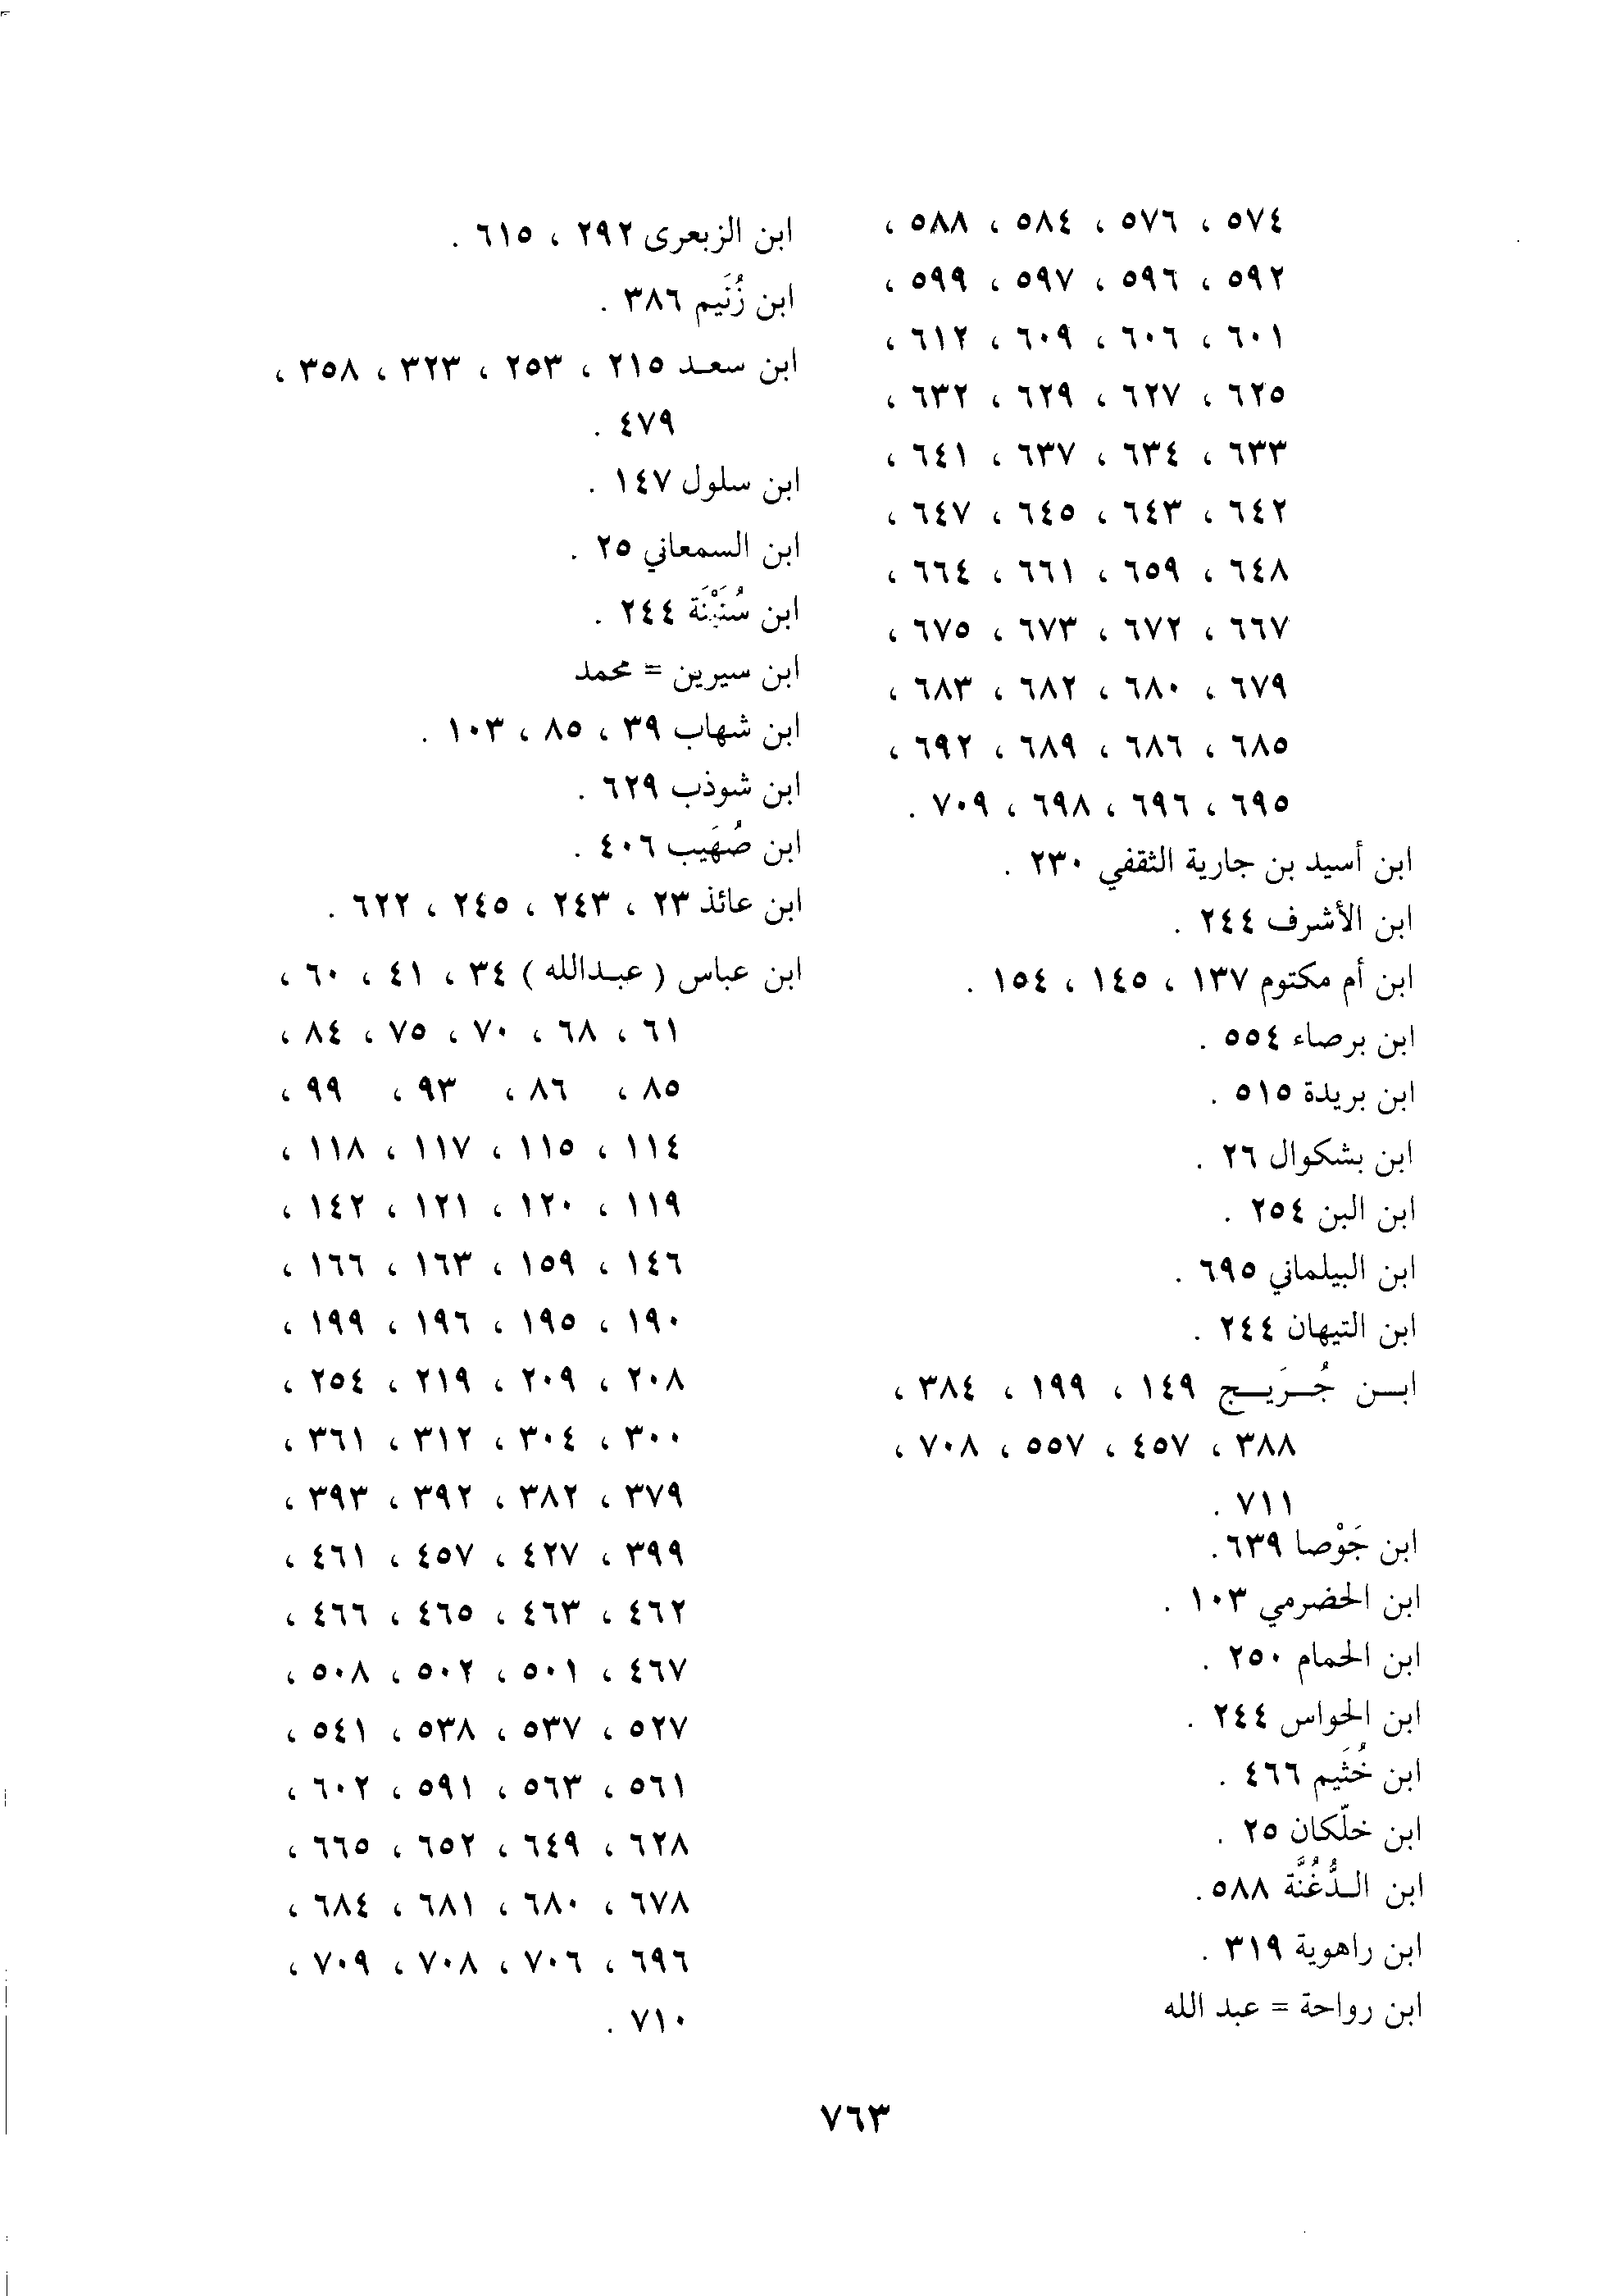 ٥٧٤ ، ٥٧٦ ، ٥٨٤ ، ٥٨٨ ،
٥٩٢ ، ٥٩٦ ، ٥٩٧ ، ٥٩٩ ،
٦٠١ ، ٦٠٦ ، ٦٠٩ ، ٦١٢ ،
٦٢٥ ، ٦٢٧ ، ٦٢٩ ، ٦٣٢ ،
٦٣٣ ، ٦٣٤ ، ٦٣٧ ، ٦٤١ ،
٦٤٢ ، ٦٤٣ ، ٦٤٥ ، ٦٤٧ ،
٦٤٨ ، ٦٥٩ ، ٦٦١ ، ٦٦٤ ،
٦٦٧ ، ٦٧٢ ، ٦٧٣ ، ٦٧٥ ،
٦٧٩ ، ٦٨٠ ، ٦٨٢ ، ٦٨٣ ،
٦٨٥ ، ٦٨٦ ، ٦٨٩ ، ٦٩٢ ،
٦٩٥ ، ٦٩٦ ، ٦٩٨ ، ٧٠٩ .
ابن أسيد بن جارية الثقفي ٢٣٠ .
ابن الأشرف ٢٤٤ .
ابن أم مكتوم ١٣٧ ، ١٤٥ ، ١٥٤ .
ابن برصاء ٥٥٤ .
ابن بريدة ٥١٥ .
ابن بشكوال ٢٦ .
ابن البن ٢٥٤ .
ابن البيلماني ٦٩٥ .
ابن التيهان ٢٤٤ .
ابـن جُـرَيـج ١٤٩ ، ١٩٩ ، ٣٨٤ ،
٣٨٨ ، ٤٥٧ ، ٥٥٧ ، ٧٠٨ ،
٧١١ .
ابن جَوْصا ٦٣٩.
ابن الحضرمي ١٠٣ .
ابن الحمام ٢٥٠ .
ابن الحواس ٢٤٤ .
ابن خُثَيم ٤٦٦ .
ابن خلّكان ٢٥ .
ابن الـدُّغُنَّة ٥٨٨.
ابن راهوية ٣١٩ .
ابن رواحة = عبد الله
ابن الزبعرى ٢٩٢ ، ٦١٥ .
ابن زُنَيم ٣٨٦ .
ابن سعـد ٢١٥ ، ٢٥٣ ، ٣٢٣ ، ٣٥٨ ،
٤٧٩ .
ابن سلول ١٤٧ .
ابن السمعاني ٢٥ .
ابن سُنَيْنَة ٢٤٤ .
ابن سيرين = محمد
ابن شهاب ٣٩ ، ٨٥ ، ١٠٣ .
ابن شوذب ٦٢٩ .
ابن صُهَيب ٤٠٦ .
ابن عائذ ٢٣ ، ٢٤٣ ، ٢٤٥ ، ٦٢٢ .
ابن عباس ( عبـدالله ) ٣٤ ، ٤١ ، ٦٠ ،
٦١ ، ٦٨ ، ٧٠ ، ٧٥ ، ٨٤ ،
٨٥ ، ٨٦ ، ٩٣ ، ٩٩ ،
١١٤ ، ١١٥ ، ١١٧ ، ١١٨ ،
١١٩ ، ١٢٠ ، ١٢١ ، ١٤٢ ،
١٤٦ ، ١٥٩ ، ١٦٣ ، ١٦٦ ،
١٩٠ ، ١٩٥ ، ١٩٦ ، ١٩٩ ،
٢٠٨ ، ٢٠٩ ، ٢١٩ ، ٢٥٤ ،
٣٠٠ ، ٣٠٤ ، ٣١٢ ، ٣٦١ ،
٣٧٩ ، ٣٨٢ ، ٣٩٢ ، ٣٩٣ ،
٣٩٩ ، ٤٢٧ ، ٤٥٧ ، ٤٦١ ،
٤٦٢ ، ٤٦٣ ، ٤٦٥ ، ٤٦٦ ،
٤٦٧ ، ٥٠١ ، ٥٠٢ ، ٥٠٨ ،
٥٢٧ ، ٥٣٧ ، ٥٣٨ ، ٥٤١ ،
٥٦١ ، ٥٦٣ ، ٥٩١ ، ٦٠٢ ،
٦٢٨ ، ٦٤٩ ، ٦٥٢ ، ٦٦٥ ،
٦٧٨ ، ٦٨٠ ، ٦٨١ ، ٦٨٤ ،
٦٩٦ ، ٧٠٦ ، ٧٠٨ ، ٧٠٩ ،
٧١٠ .
٧٦٣